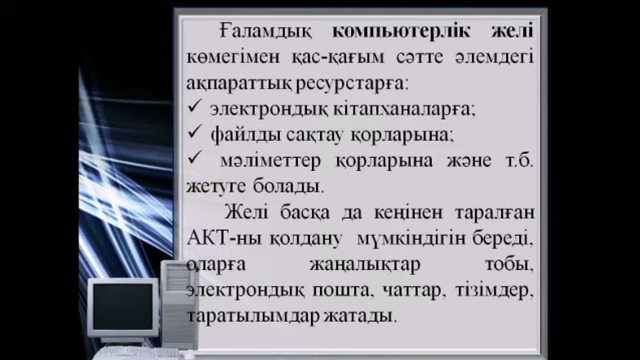 Ғаламдық компьютерлік желі
көмегімен қас-қағым сәтте әлемдегі
ақпараттық ресурстарға:
✓ электрондық кітапханаларға;
✓ файлды сақтау қорларына;
✓ мәліметтер қорларына және т.б.
жетуге болады.
Желі басқа да кеңінен таралған
АКТ-ны қолдану мүмкіндігін береді,
оларға жаңалықтар тобы,
электрондық пошта, чаттар, тізімдер,
таратылымдар жатады.